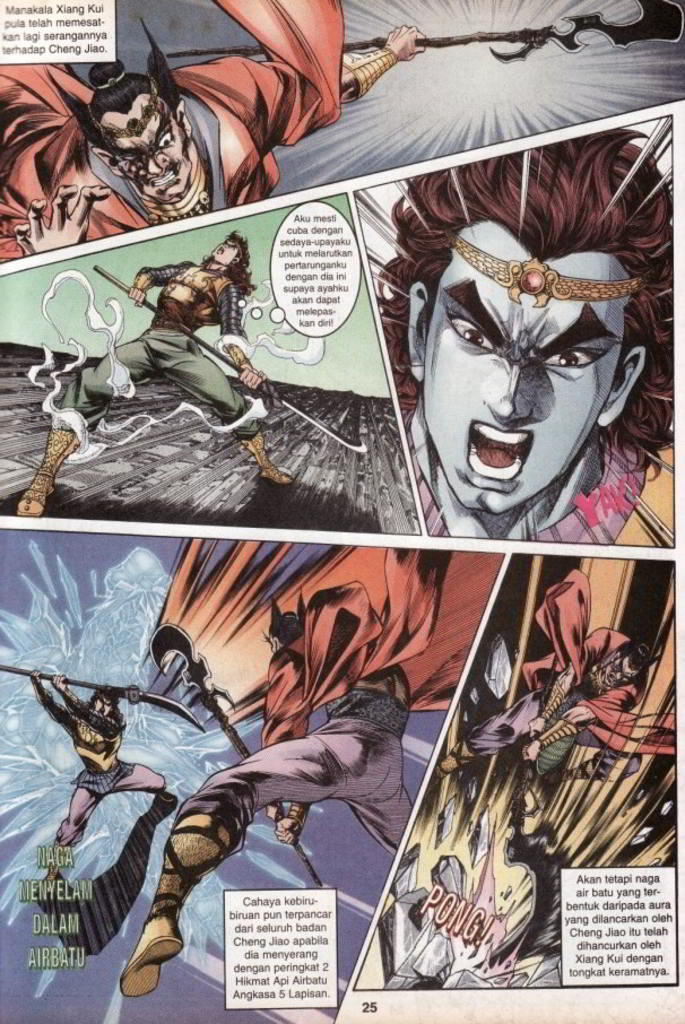 Manakala Xiang Kui
pula telah memesat-
kan lagi serangannya
terhadap Cheng Jiao.
Aku mesti
cuba dengan
sedaya-upayaku
untuk melarutkan
pertarunganku
dengan dia ini
supaya ayahku
akan dapat
melepas-
kan diri!
YAK!
NAGA
MENYELAM
DALAM
AIRBATU
Cahaya kebiru-
biruan pun terpancar
dari seluruh badan
Cheng Jiao apabila
dia menyerang
dengan peringkat 2
Hikmat Api Airbatu
Angkasa 5 Lapisan.
PONG!
Akan tetapi naga
air batu yang ter-
bentuk daripada aura
yang dilancarkan oleh
Cheng Jiao itu telah
dihancurkan oleh
Xiang Kui dengan
tongkat keramatnya.
25